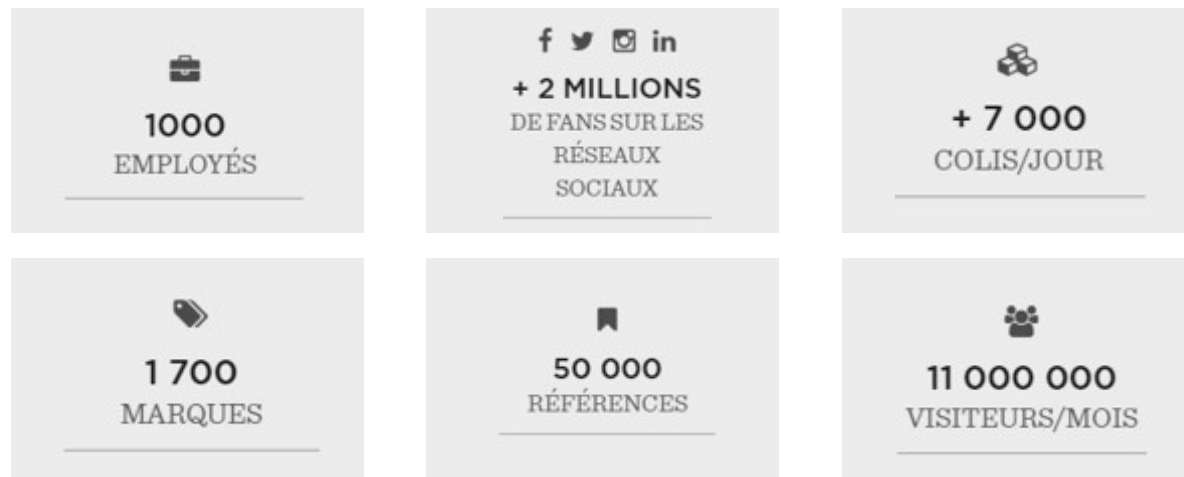 1000
EMPLOYÉS
+ 2 MILLIONS
DE FANS SUR LES
RÉSEAUX
SOCIAUX
+ 7 000
COLIS/JOUR
1 700
MARQUES
50 000
RÉFÉRENCES
11 000 000
VISITEURS/MOIS